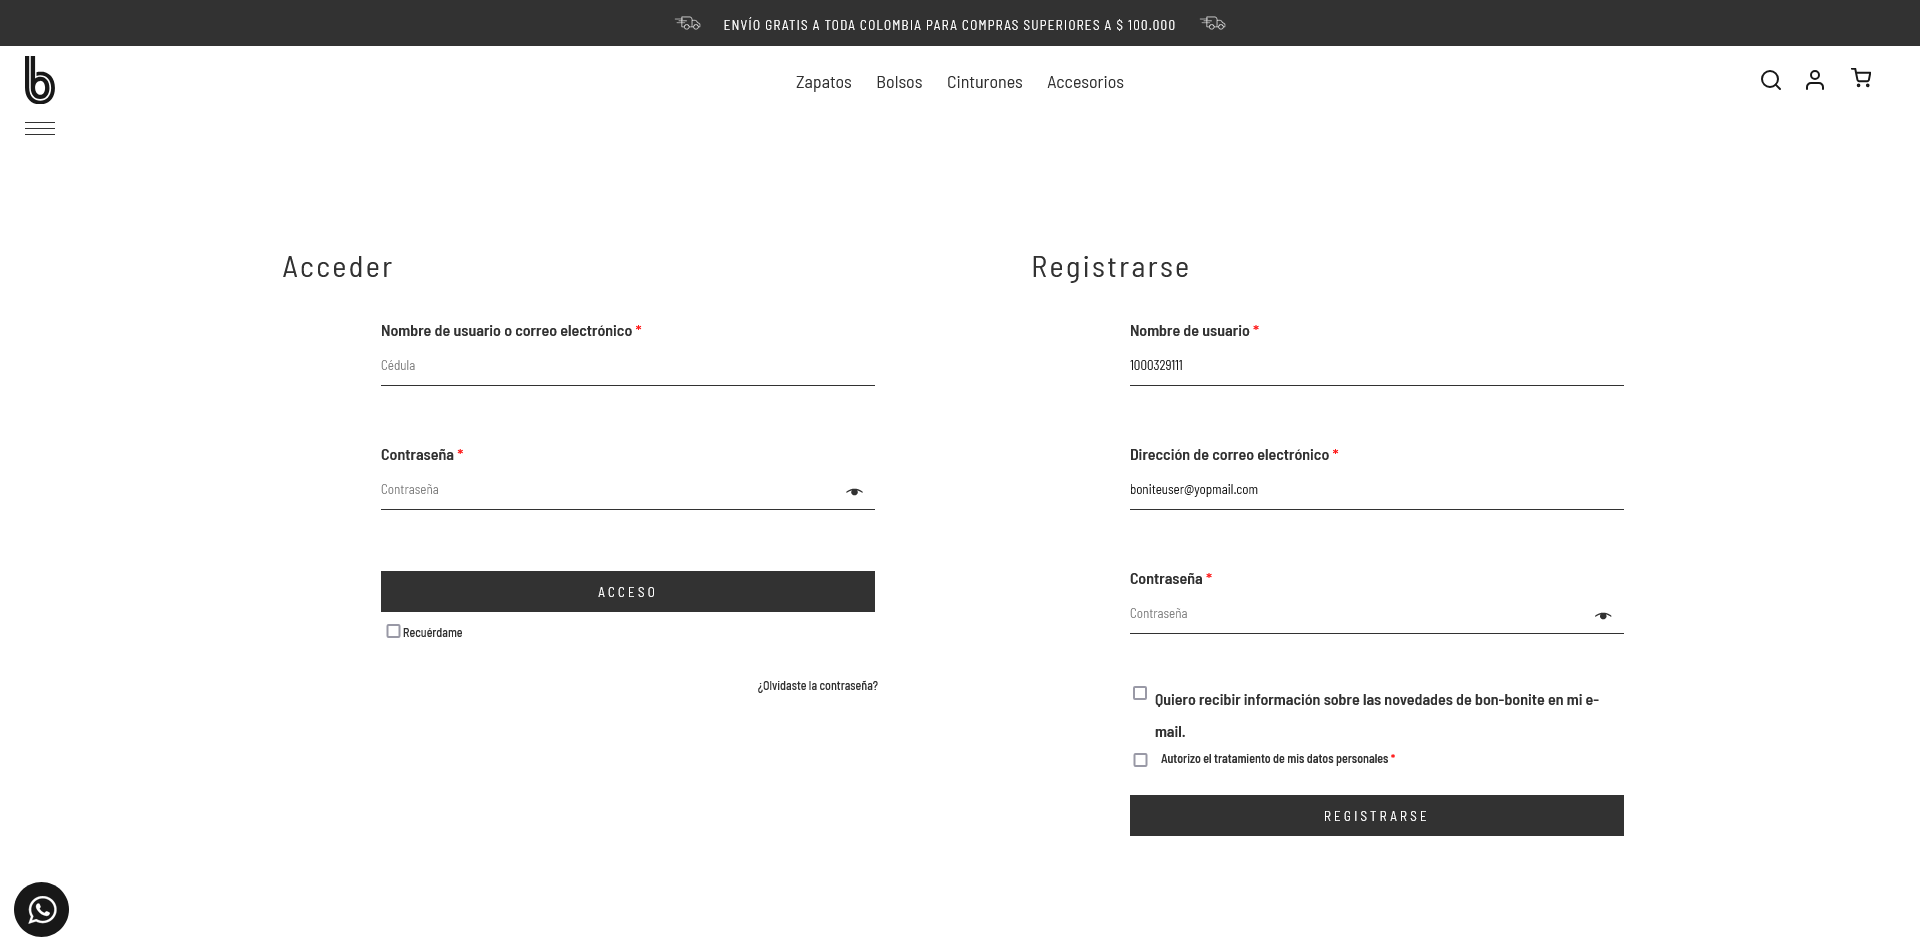 ENVÍO GRATIS A TODA COLOMBIA PARA COMPRAS SUPERIORES A $ 100.000
b
Zapatos Bolsos Cinturones Accesorios
Acceder
Nombre de usuario o correo electrónico *
Cédula
Contraseña *
Contraseña
ACCESO
Recuérdame
¿Olvidaste la contraseña?
Registrarse
Nombre de usuario *
1000329111
Dirección de correo electrónico *
boniteuser@yopmail.com
Contraseña *
Contraseña
Quiero recibir información sobre las novedades de bon-bonite en mi e-
mail.
Autorizo el tratamiento de mis datos personales *
REGISTRARSE